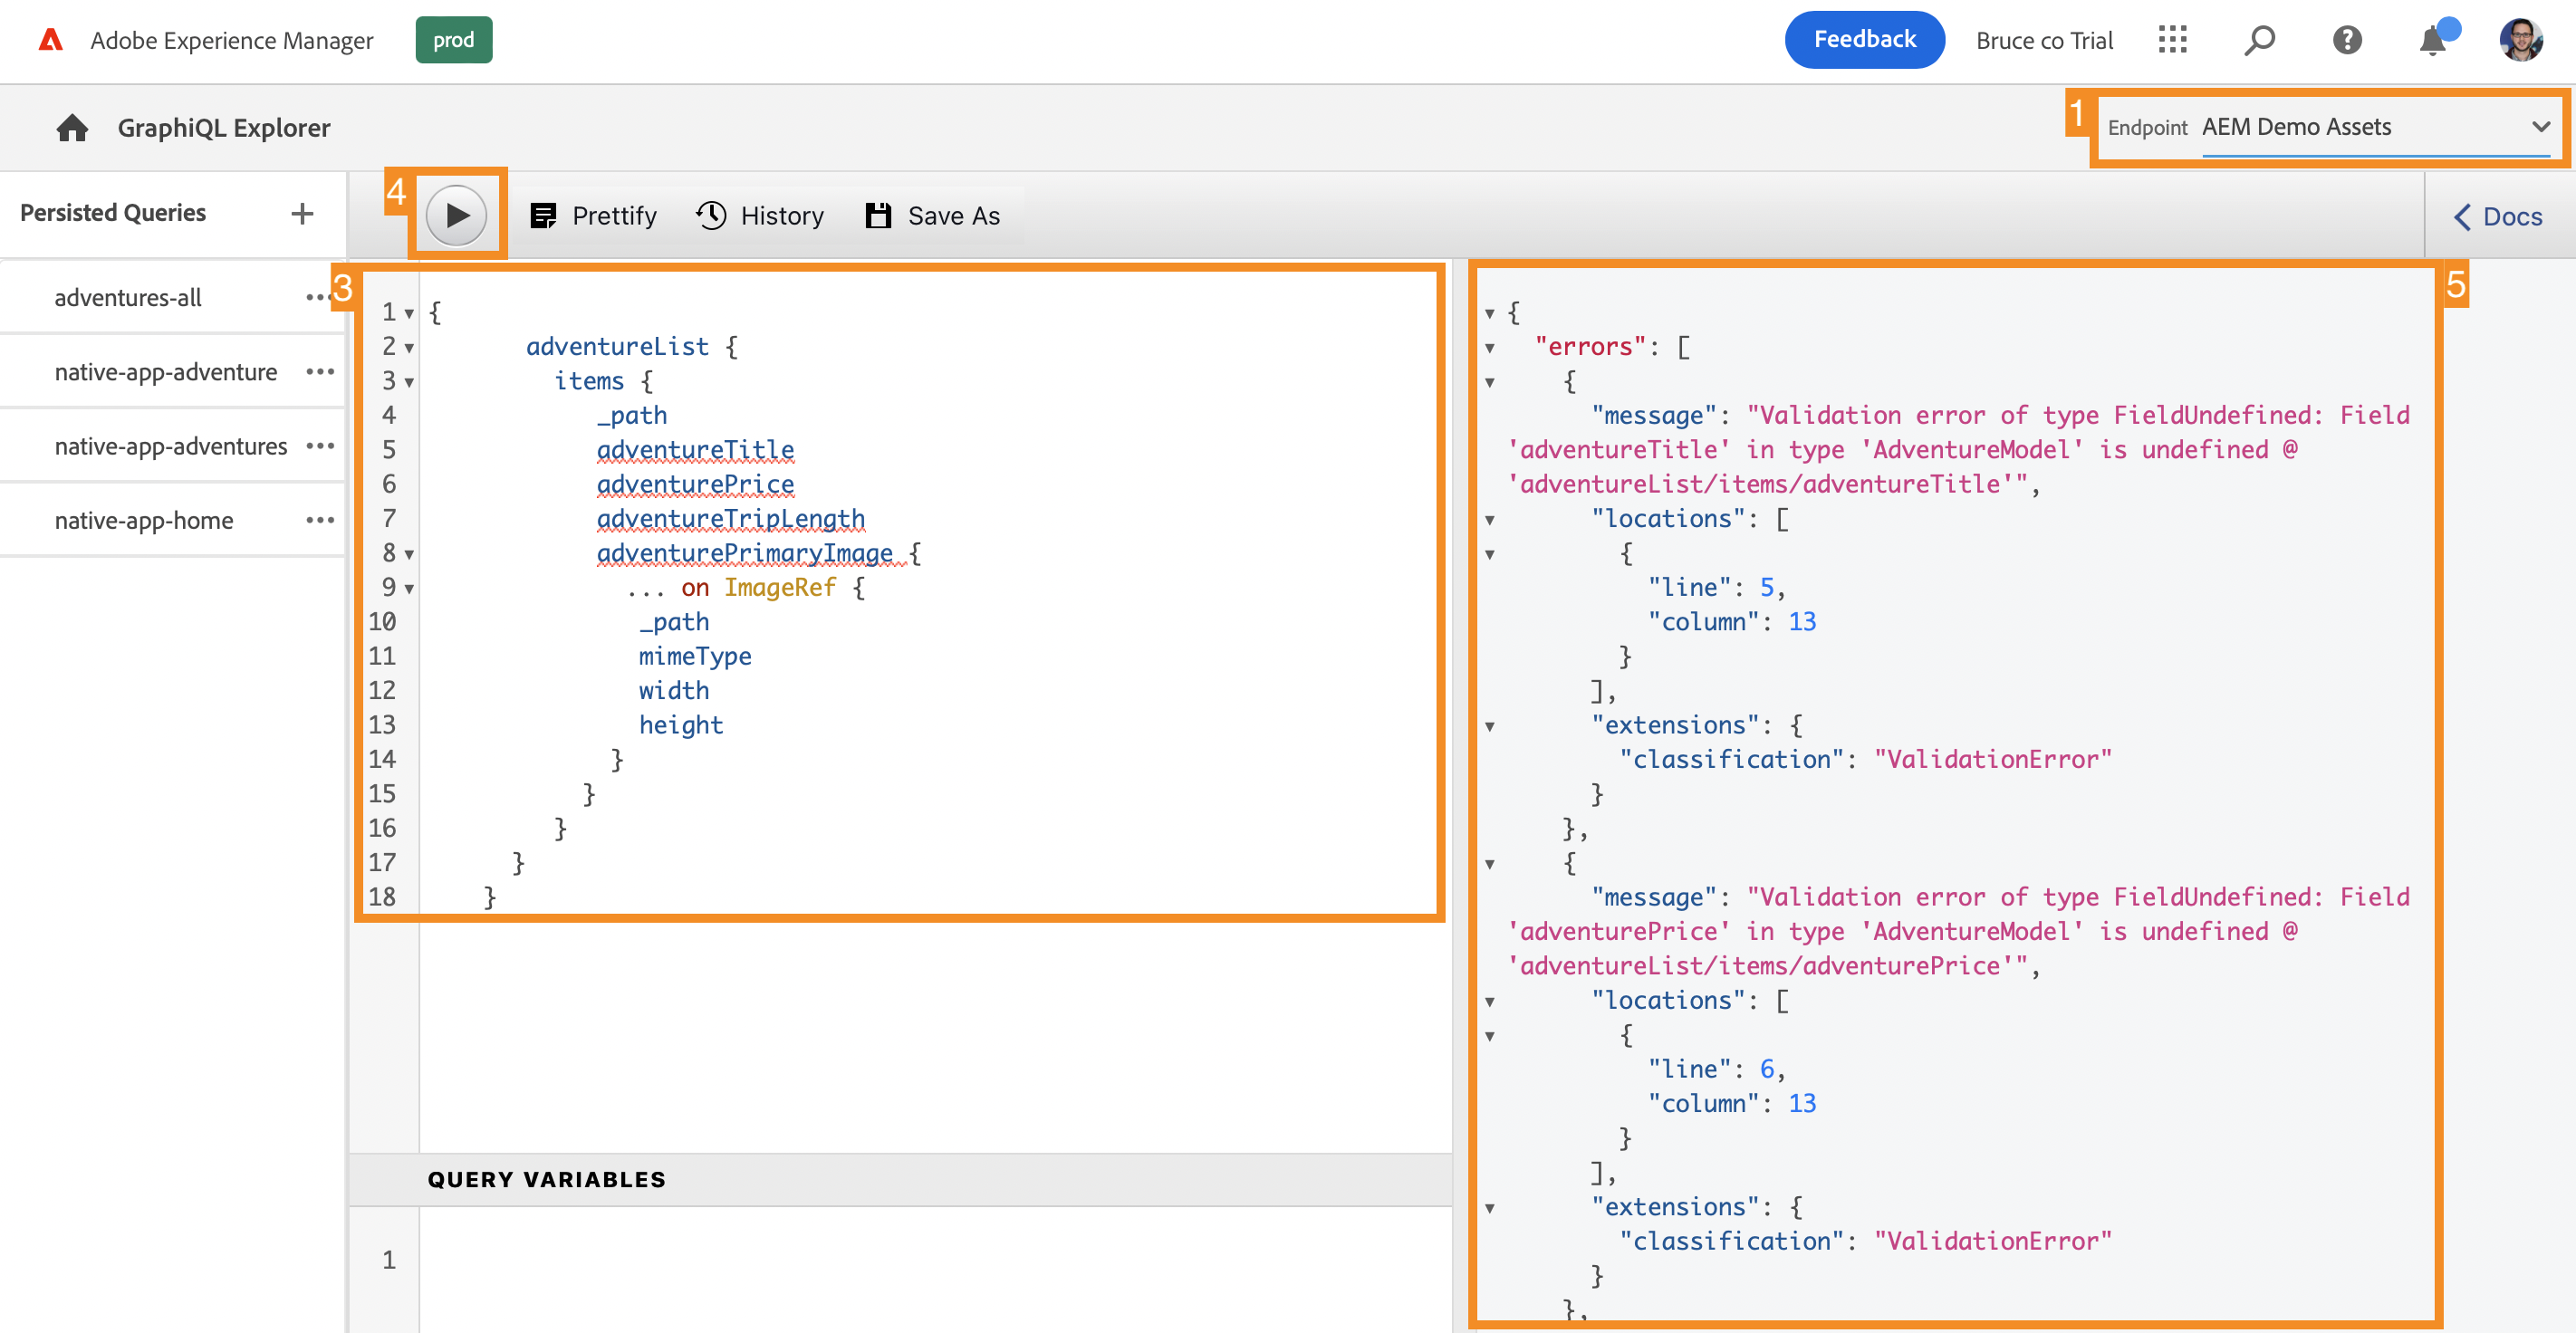 Adobe Experience Manager prod Feedback Bruce co Trial
GraphiQL Explorer 1 Endpoint AEM Demo Assets
Persisted Queries + 4 Prettify History Save As Docs
adventures-all •••
native-app-adventure •••
native-app-adventures •••
native-app-home •••
3
1 {
2 adventureList {
3 items {
4 _path
5 adventureTitle
6 adventurePrice
7 adventureTripLength
8 adventurePrimaryImage {
9 ... on ImageRef {
10 _path
11 mimeType
12 width
13 height
14 }
15 }
16 }
17 }
18 }
QUERY VARIABLES
1
5
{
"errors": [
{
"message": "Validation error of type FieldUndefined: Field
'adventureTitle' in type 'AdventureModel' is undefined @
'adventureList/items/adventureTitle'",
"locations": [
{
"line": 5,
"column": 13
}
],
"extensions": {
"classification": "ValidationError"
}
},
{
"message": "Validation error of type FieldUndefined: Field
'adventurePrice' in type 'AdventureModel' is undefined @
'adventureList/items/adventurePrice'",
"locations": [
{
"line": 6,
"column": 13
}
],
"extensions": {
"classification": "ValidationError"
}
},